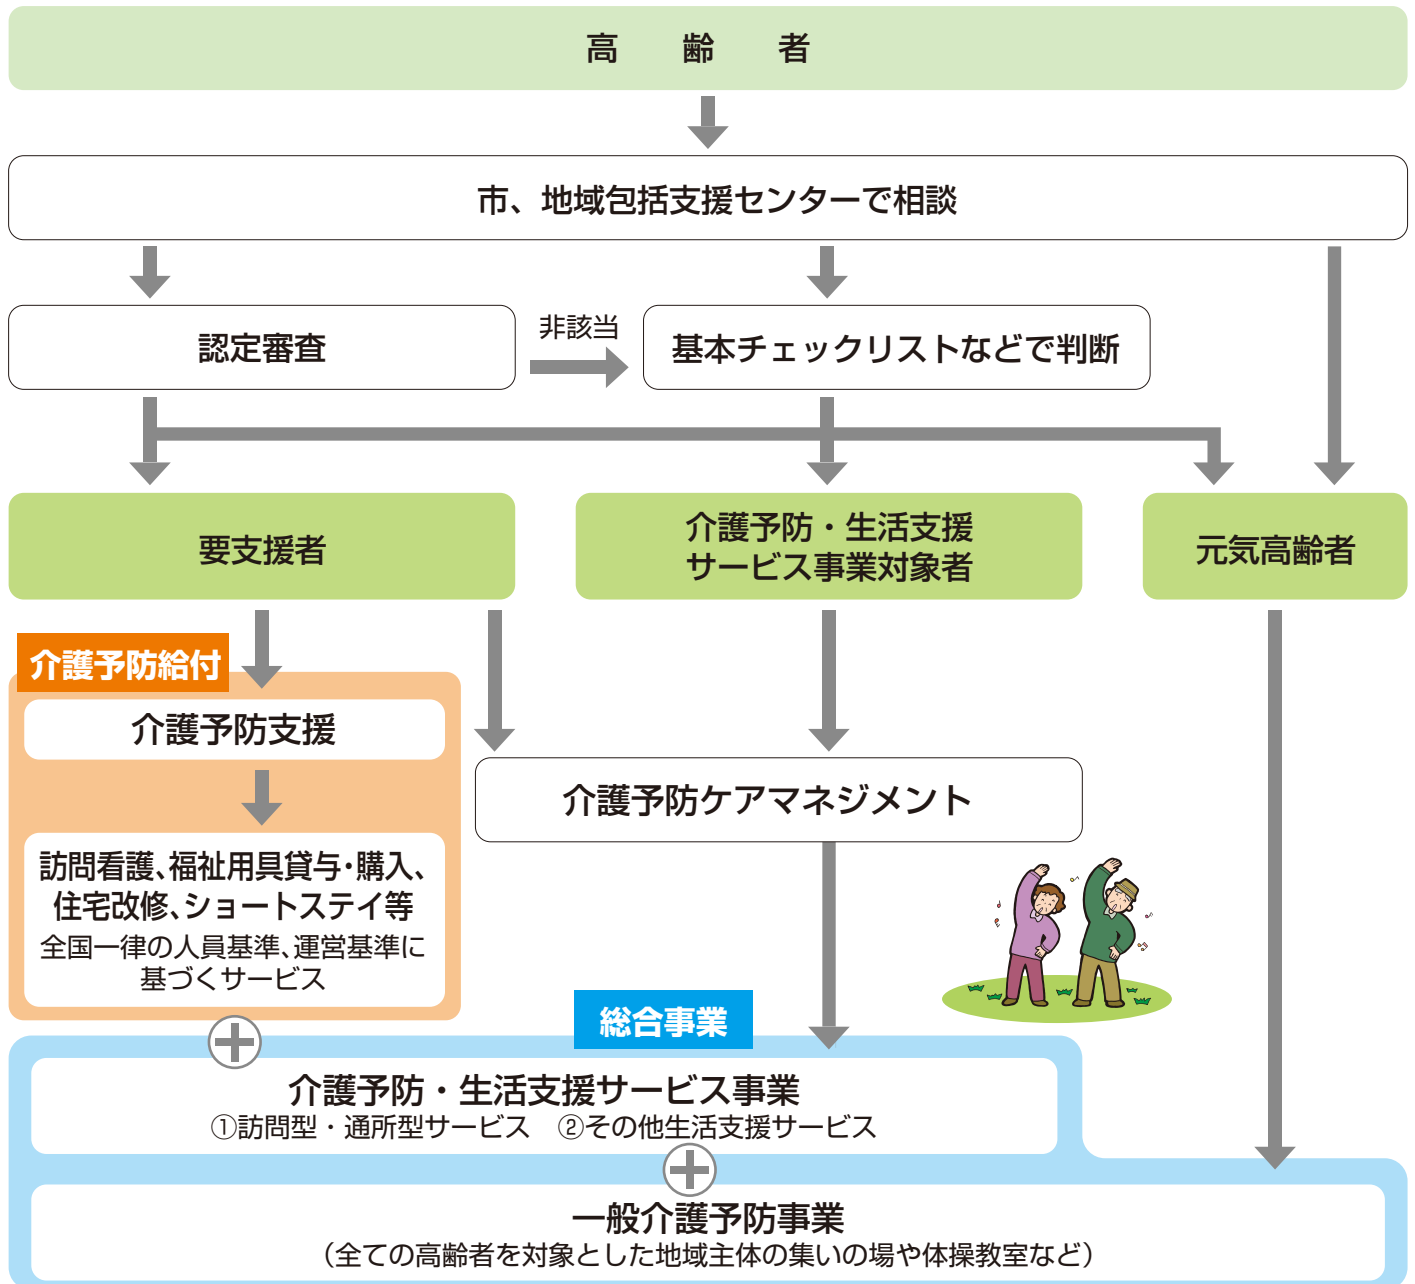 高齢者
市、地域包括支援センターで相談
認定審査
非該当
基本チェックリストなどで判断
要支援者
介護予防・生活支援
サービス事業対象者
元気高齢者
介護予防給付
介護予防支援
介護予防ケアマネジメント
訪問看護、福祉用具貸与・購入、
住宅改修、ショートステイ等
全国一律の人員基準、運営基準に
基づくサービス
総合事業
介護予防・生活支援サービス事業
①訪問型・通所型サービス　②その他生活支援サービス
一般介護予防事業
（全ての高齢者を対象とした地域主体の集いの場や体操教室など）